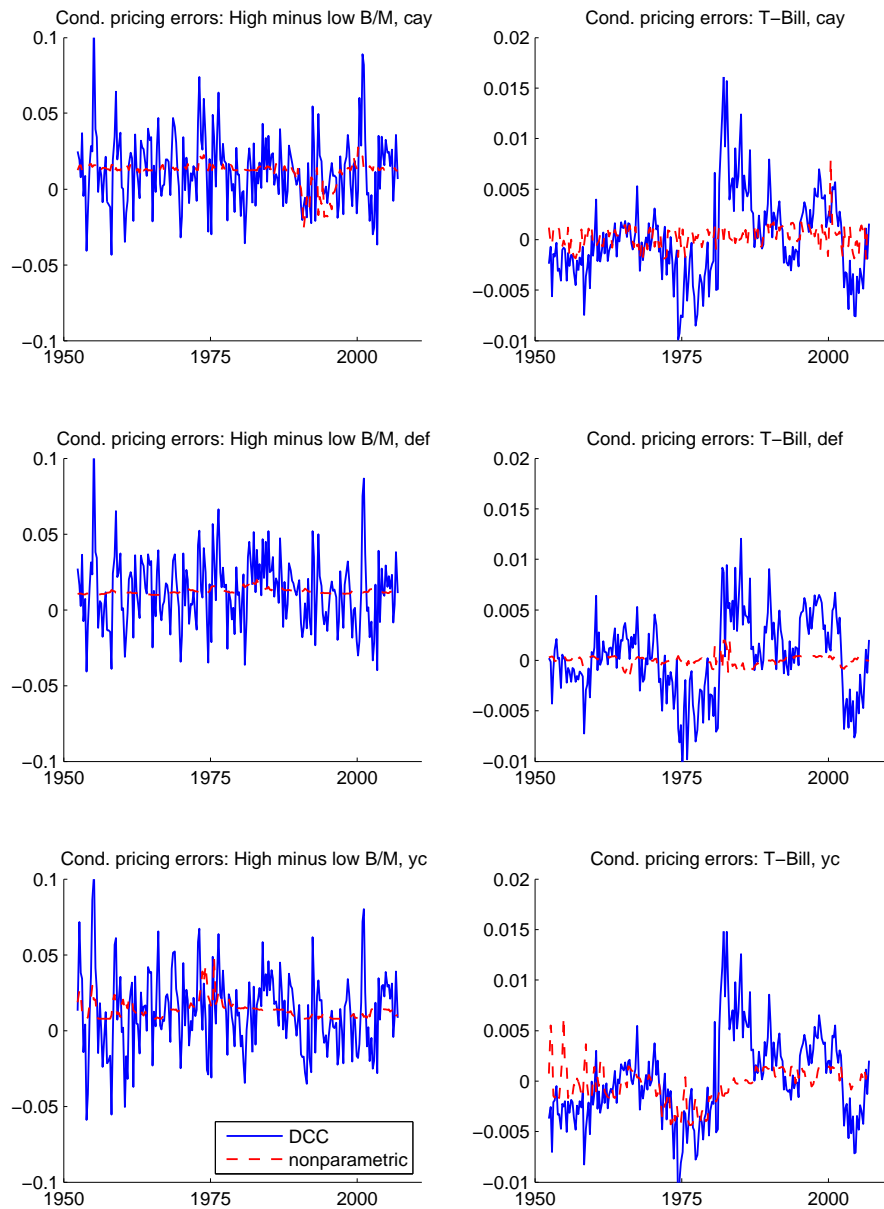 Cond. pricing errors: High minus low B/M, cay
0.1
0.05
0
−0.05
−0.1
1950 1975 2000
Cond. pricing errors: T−Bill, cay
0.02
0.015
0.01
0.005
0
−0.005
−0.01
1950 1975 2000
Cond. pricing errors: High minus low B/M, def
0.1
0.05
0
−0.05
−0.1
1950 1975 2000
Cond. pricing errors: T−Bill, def
0.02
0.015
0.01
0.005
0
−0.005
−0.01
1950 1975 2000
Cond. pricing errors: High minus low B/M, yc
0.1
0.05
0
−0.05
−0.1
1950 1975 2000
DCC
nonparametric
Cond. pricing errors: T−Bill, yc
0.02
0.015
0.01
0.005
0
−0.005
−0.01
1950 1975 2000